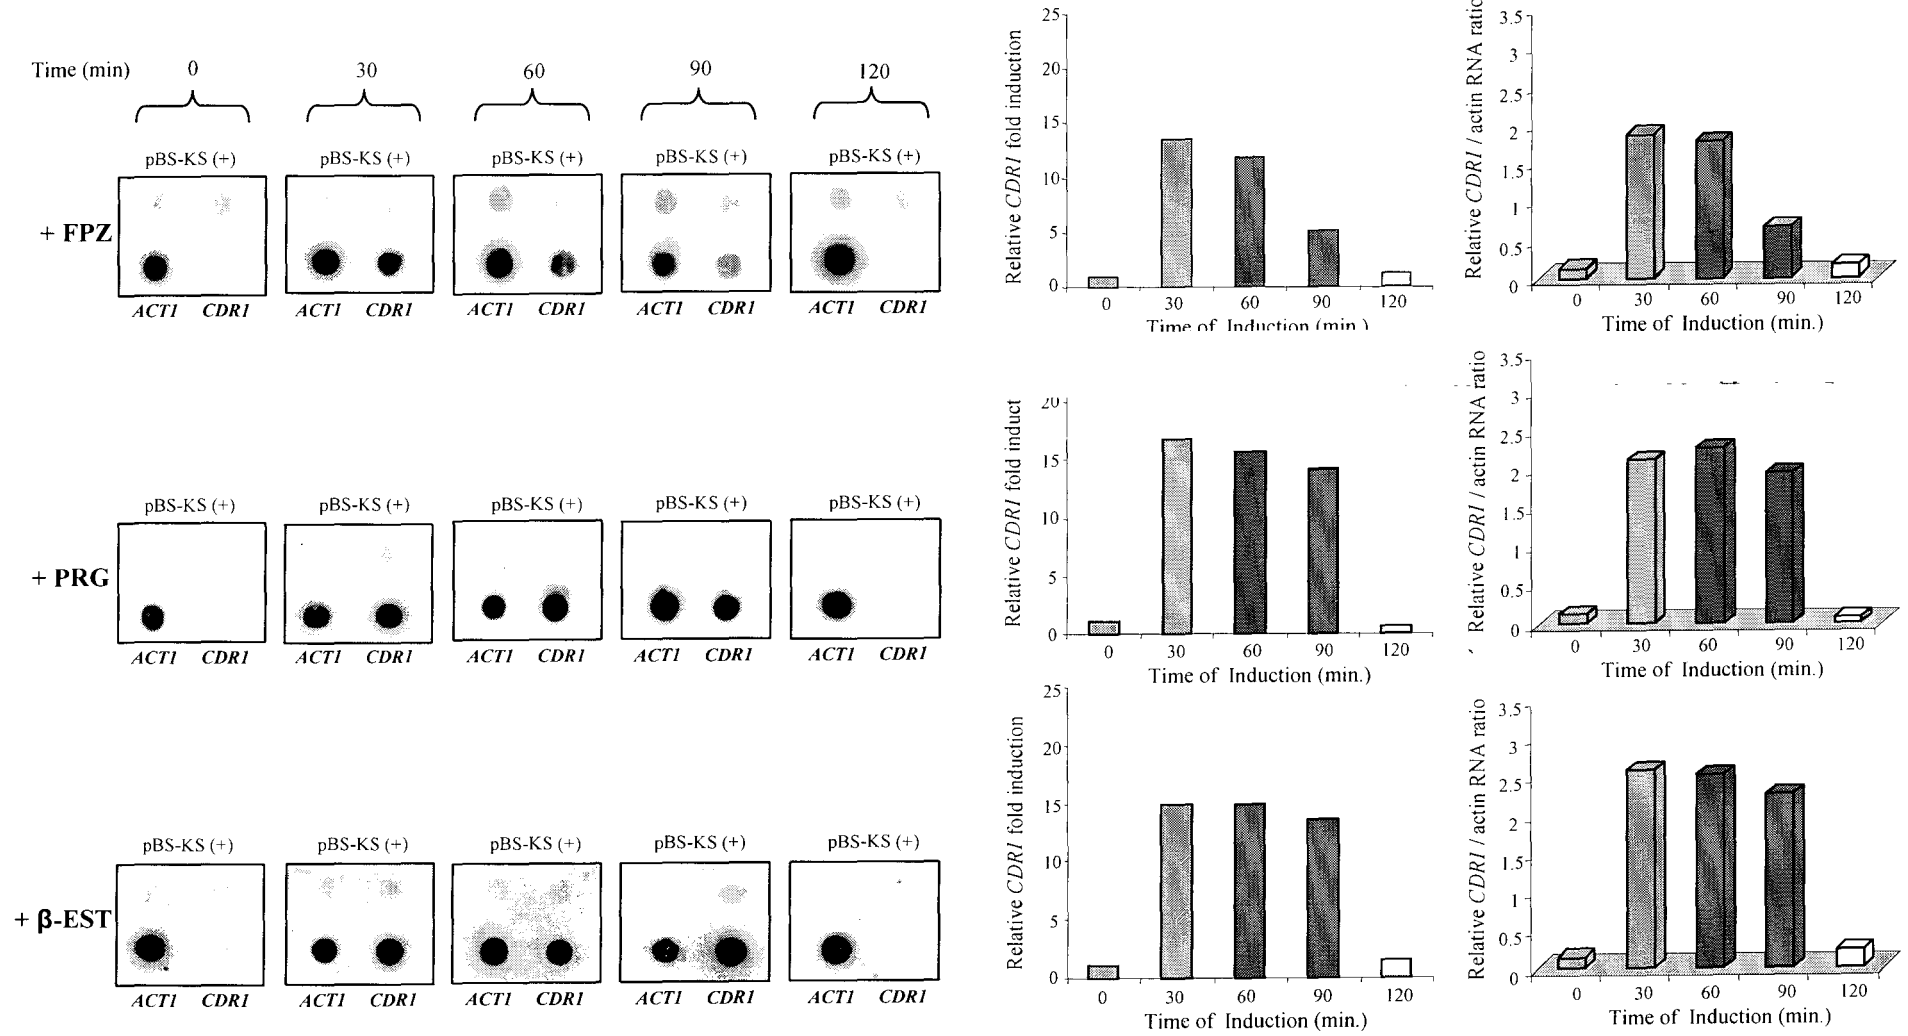 Time (min) 0 30 60 90 120
pBS-KS (+) pBS-KS (+) pBS-KS (+) pBS-KS (+) pBS-KS (+)
+ FPZ
ACT1 CDR1 ACT1 CDR1 ACT1 CDR1 ACT1 CDR1 ACT1 CDR1
Relative CDR1 fold induction
25
20
15
10
5
0
0 30 60 90 120
Time of Induction (min.)
Relative CDR1 / actin RNA ratio
3.5
3
2.5
2
1.5
1
0.5
0
0 30 60 90 120
Time of Induction (min.)
pBS-KS (+) pBS-KS (+) pBS-KS (+) pBS-KS (+) pBS-KS (+)
+ PRG
ACT1 CDR1 ACT1 CDR1 ACT1 CDR1 ACT1 CDR1 ACT1 CDR1
Relative CDR1 fold induct
20
15
10
5
0
0 30 60 90 120
Time of Induction (min.)
Relative CDR1 / actin RNA ratio
3.5
3
2.5
2
1.5
1
0.5
0
0 30 60 90 120
Time of Induction (min.)
pBS-KS (+) pBS-KS (+) pBS-KS (+) pBS-KS (+) pBS-KS (+)
+ β-EST
ACT1 CDR1 ACT1 CDR1 ACT1 CDR1 ACT1 CDR1 ACT1 CDR1
Relative CDR1 fold induction
25
20
15
10
5
0
0 30 60 90 120
Time of Induction (min.)
Relative CDR1 / actin RNA ratio
3.5
3
2.5
2
1.5
1
0.5
0
0 30 60 90 120
Time of Induction (min.)